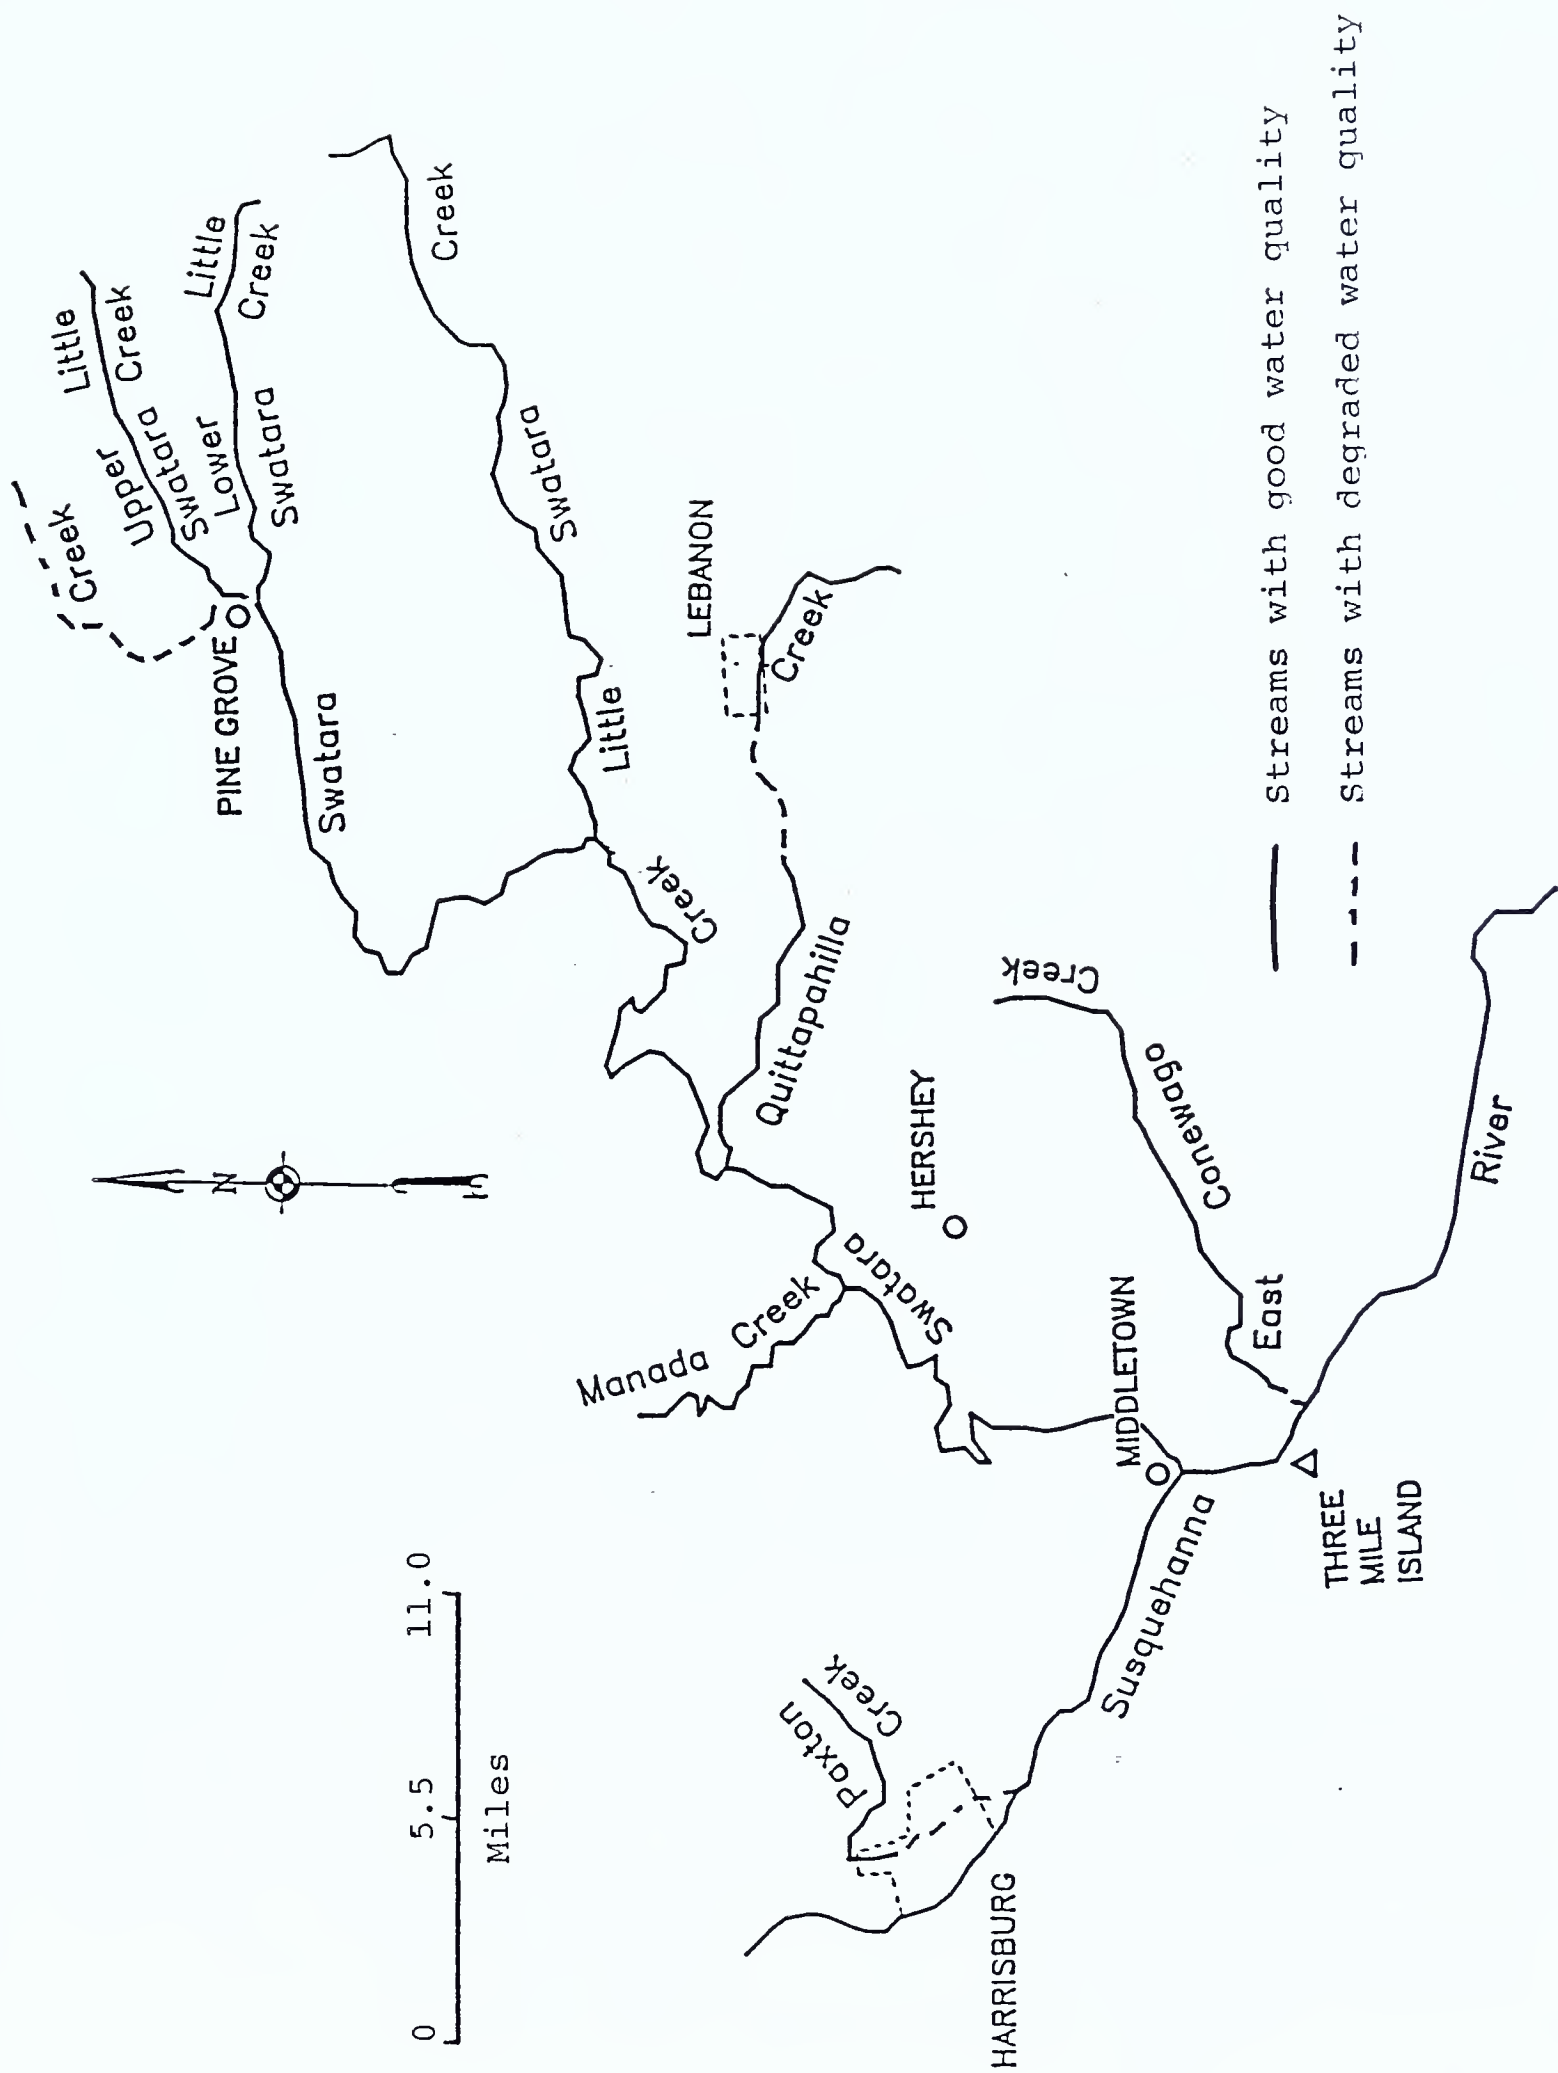 Creek
Upper Little
Swatara Creek
Lower Little
Swatara Creek
PINE GROVE
Swatara
Little Swatara Creek
Creek
LEBANON
Quittapahilla Creek
N
Manada Creek
Swatara
HERSHEY
East Conewago Creek
MIDDLETOWN
THREE
MILE
ISLAND
Susquehanna River
Paxton Creek
HARRISBURG
0 5.5 11.0
Miles
Streams with good water quality
Streams with degraded water quality